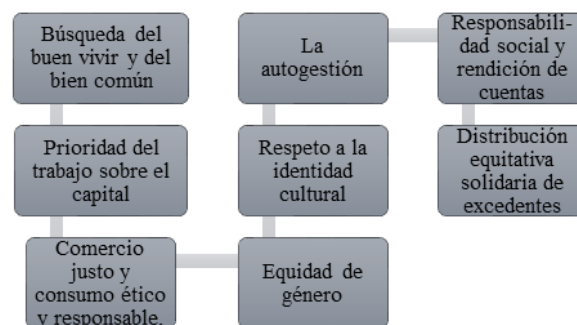 Búsqueda del
buen vivir y del
bien común
Prioridad del
trabajo sobre el
capital
Comercio
justo y
consumo ético
y responsable.
Equidad de
género
Respeto a la
identidad
cultural
La
autogestión
Responsabili-
dad social y
rendición de
cuentas
Distribución
equitativa
solidaria de
excedentes